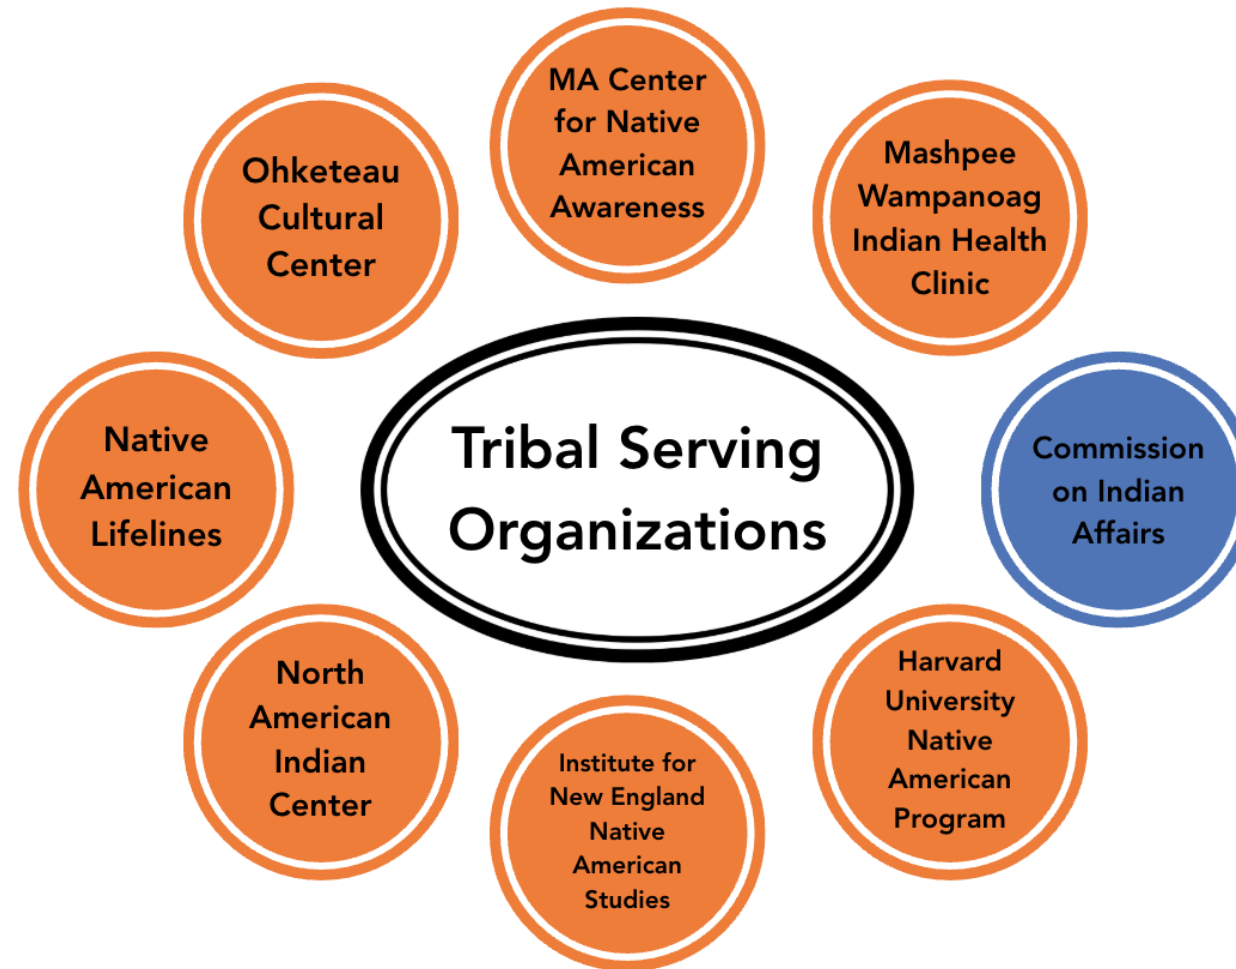 MA Center
for Native
American
Awareness
Mashpee
Wampanoag
Indian Health
Clinic
Commission
on Indian
Affairs
Harvard
University
Native
American
Program
Institute for
New England
Native
American
Studies
North
American
Indian
Center
Native
American
Lifelines
Ohketeau
Cultural
Center
Tribal Serving
Organizations